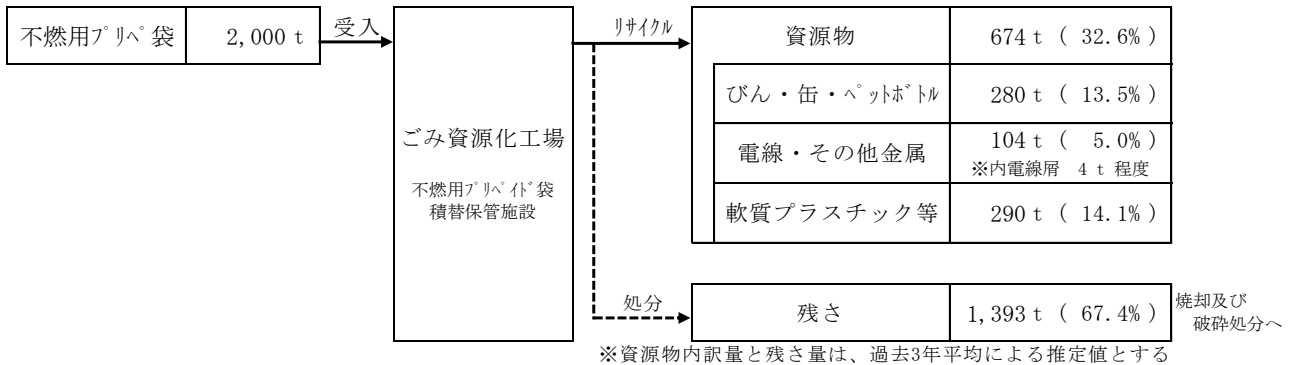 不燃用ﾌﾟﾘﾍﾟ袋 2,000 t
受入
ごみ資源化工場
不燃用ﾌﾟﾘﾍﾟｲﾄﾞ袋
積替保管施設
ﾘｻｲｸﾙ
資源物 674 t ( 32.6% )
びん・缶・ﾍﾟｯﾄﾎﾞﾄﾙ 280 t ( 13.5% )
電線・その他金属 104 t ( 5.0% )
※内電線屑 4 t 程度
軟質プラスチック等 290 t ( 14.1% )
処分
残さ 1,393 t ( 67.4% )
焼却及び
破砕処分へ
※資源物内訳量と残さ量は、過去3年平均による推定値とする